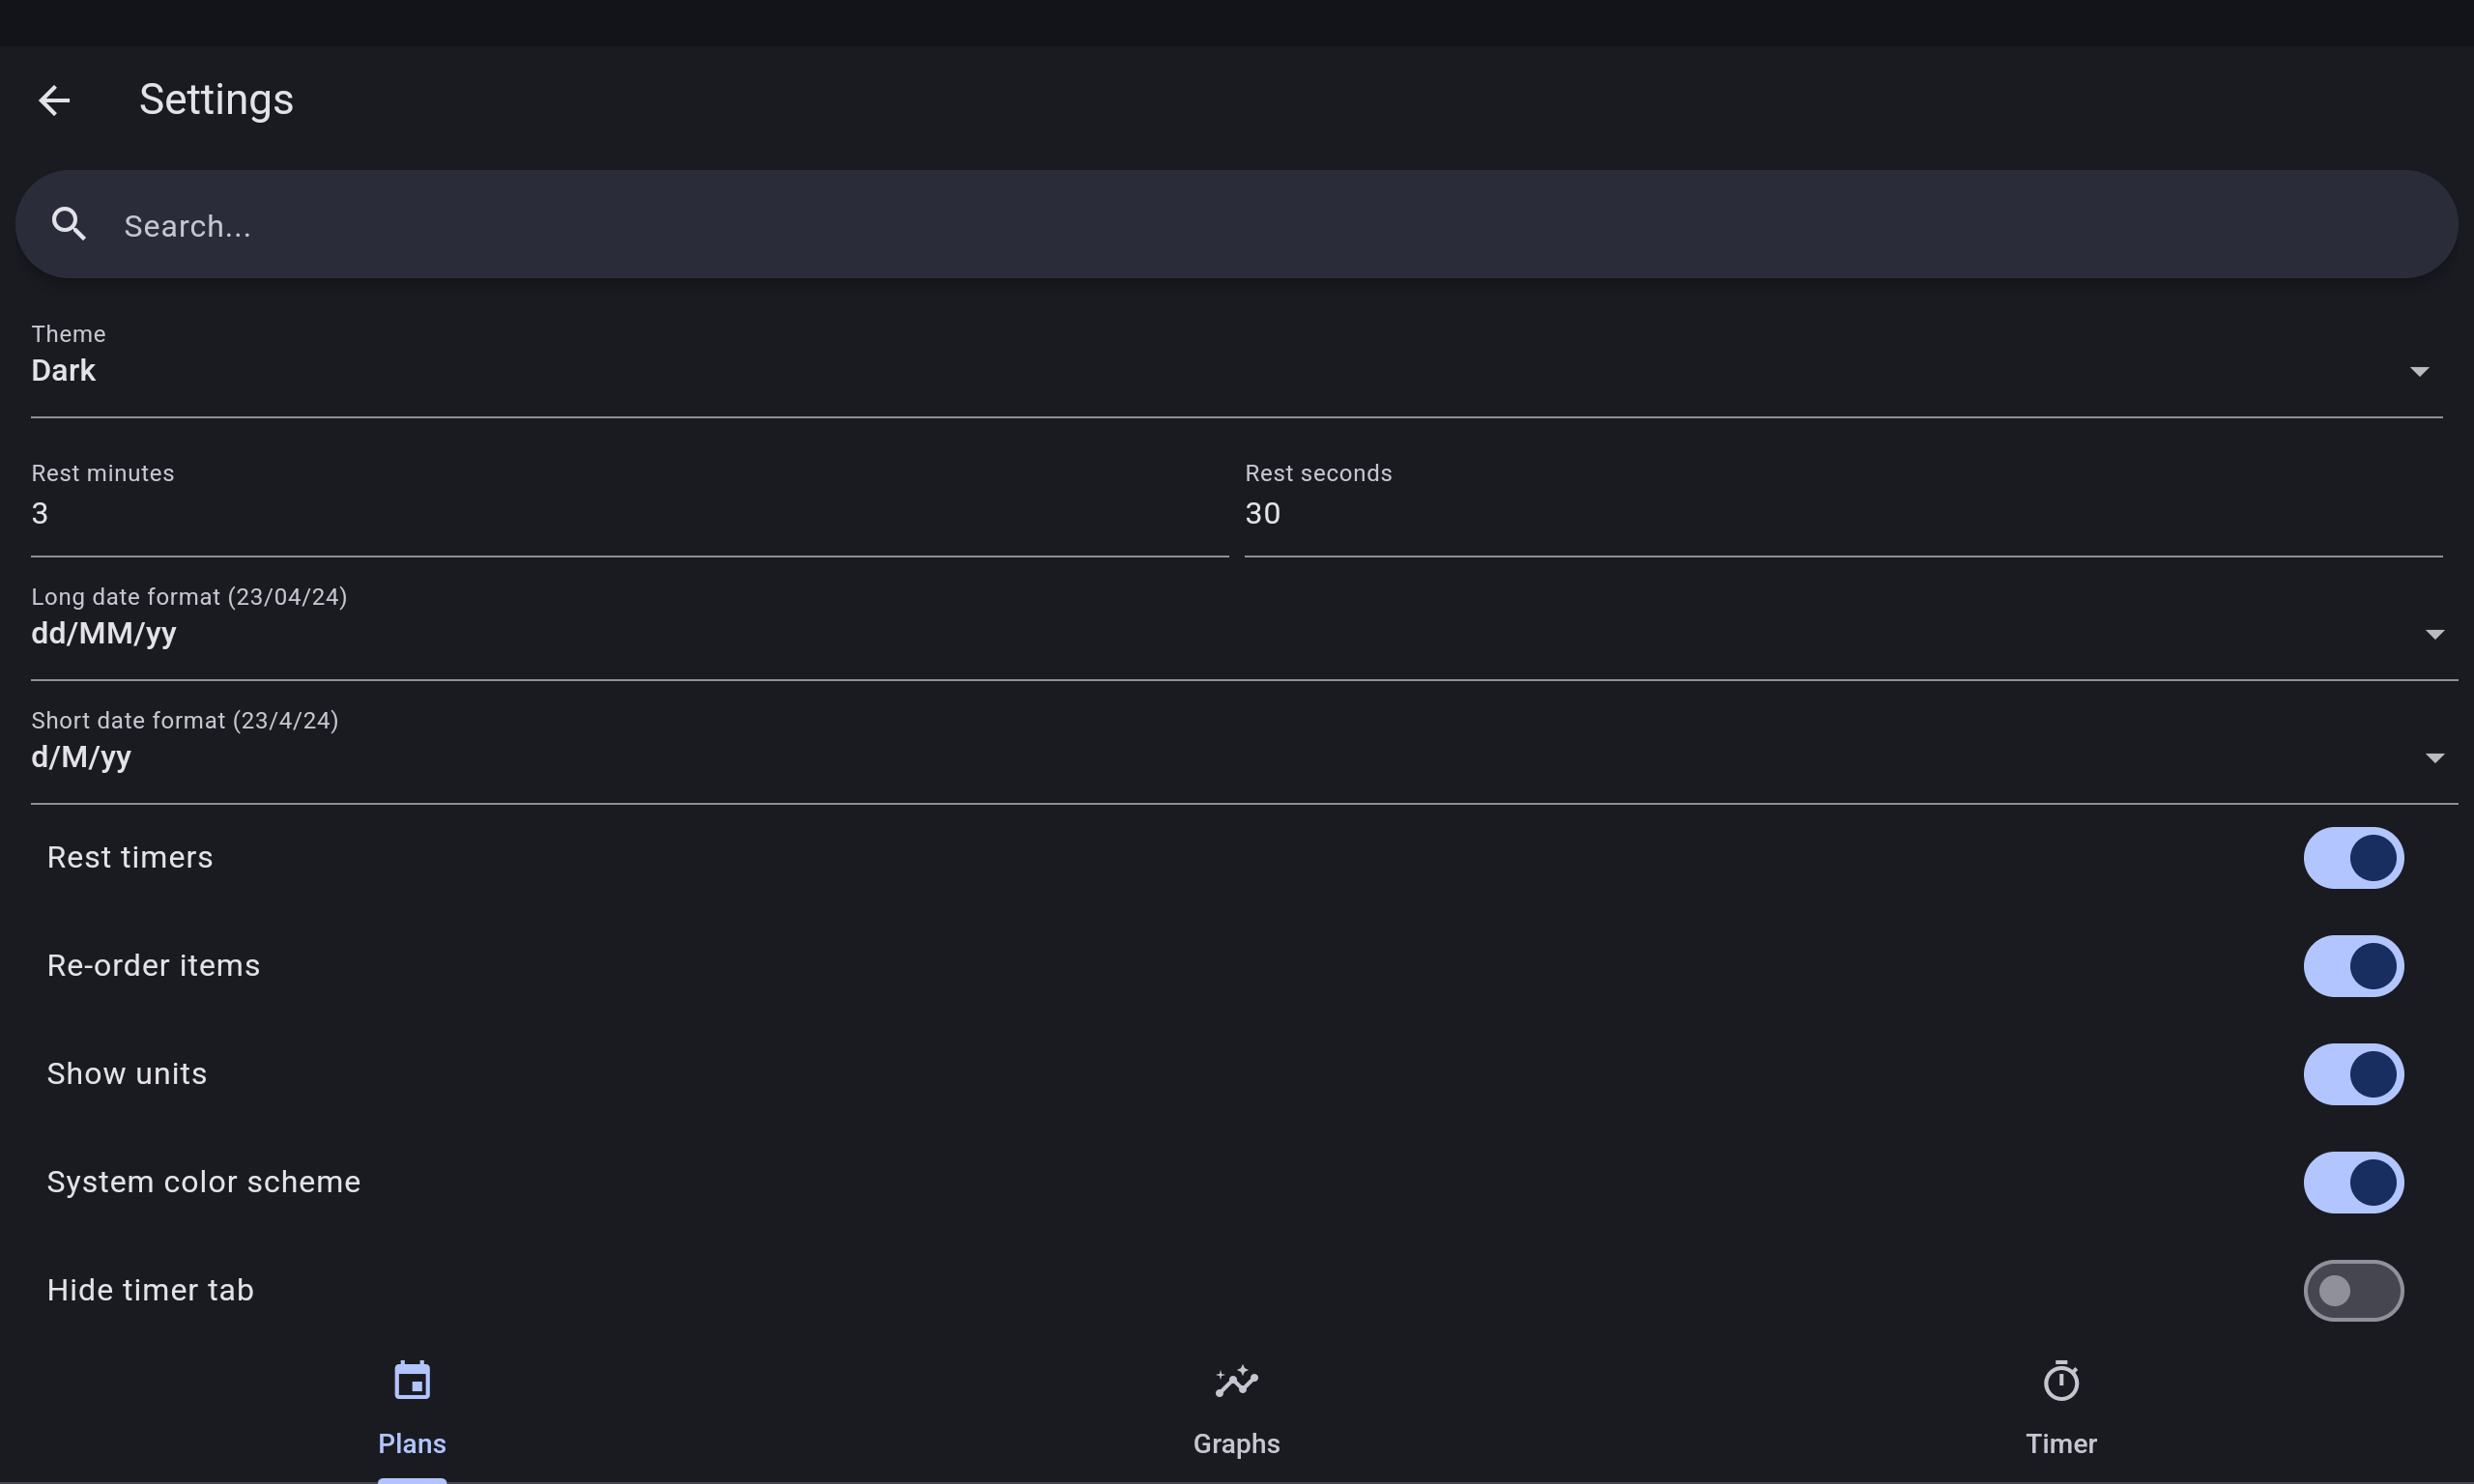 Settings
Search...
Theme
Dark
Rest minutes
3
Rest seconds
30
Long date format (23/04/24)
dd/MM/yy
Short date format (23/4/24)
d/M/yy
Rest timers
Re-order items
Show units
System color scheme
Hide timer tab
Plans
Graphs
Timer